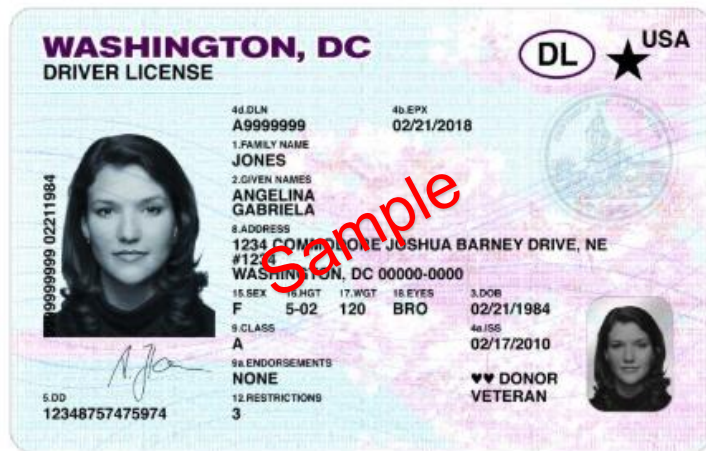 WASHINGTON, DC
DRIVER LICENSE
DL
USA
4d.DLN 4b.EPX
A9999999 02/21/2018
1.FAMILY NAME
JONES
2.GIVEN NAMES
ANGELINA
GABRIELA
8.ADDRESS
1234 COMMODORE JOSHUA BARNEY DRIVE, NE
#1234
WASHINGTON, DC 00000-0000
Sample
15.SEX 16.HGT 17.WGT 18.EYES 3.DOB
F 5-02 120 BRO 02/21/1984
9.CLASS 4a.ISS
A 02/17/2010
9a.ENDORSEMENTS
NONE
♥♥ DONOR
VETERAN
12.RESTRICTIONS
3
5.DD
12348757475974
02211984